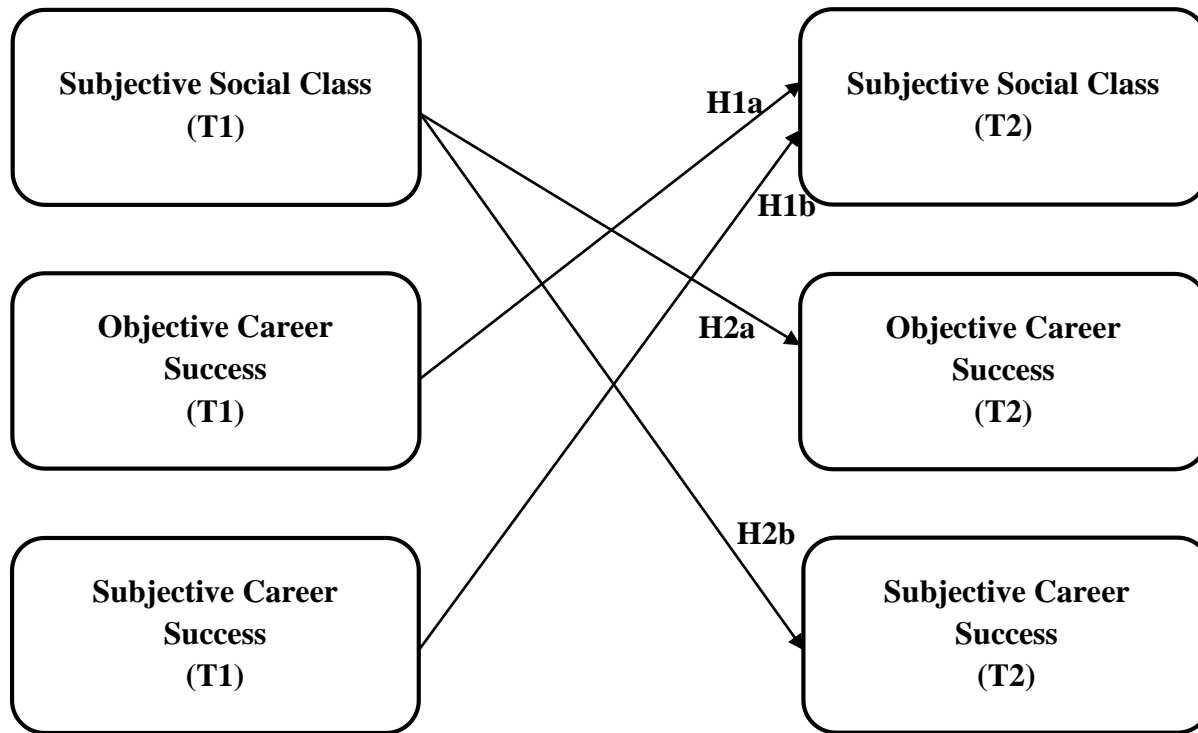 Subjective Social Class
(T1)
Subjective Social Class
(T2)
H1a
H1b
Objective Career
Success
(T1)
H2a
Objective Career
Success
(T2)
H2b
Subjective Career
Success
(T1)
Subjective Career
Success
(T2)